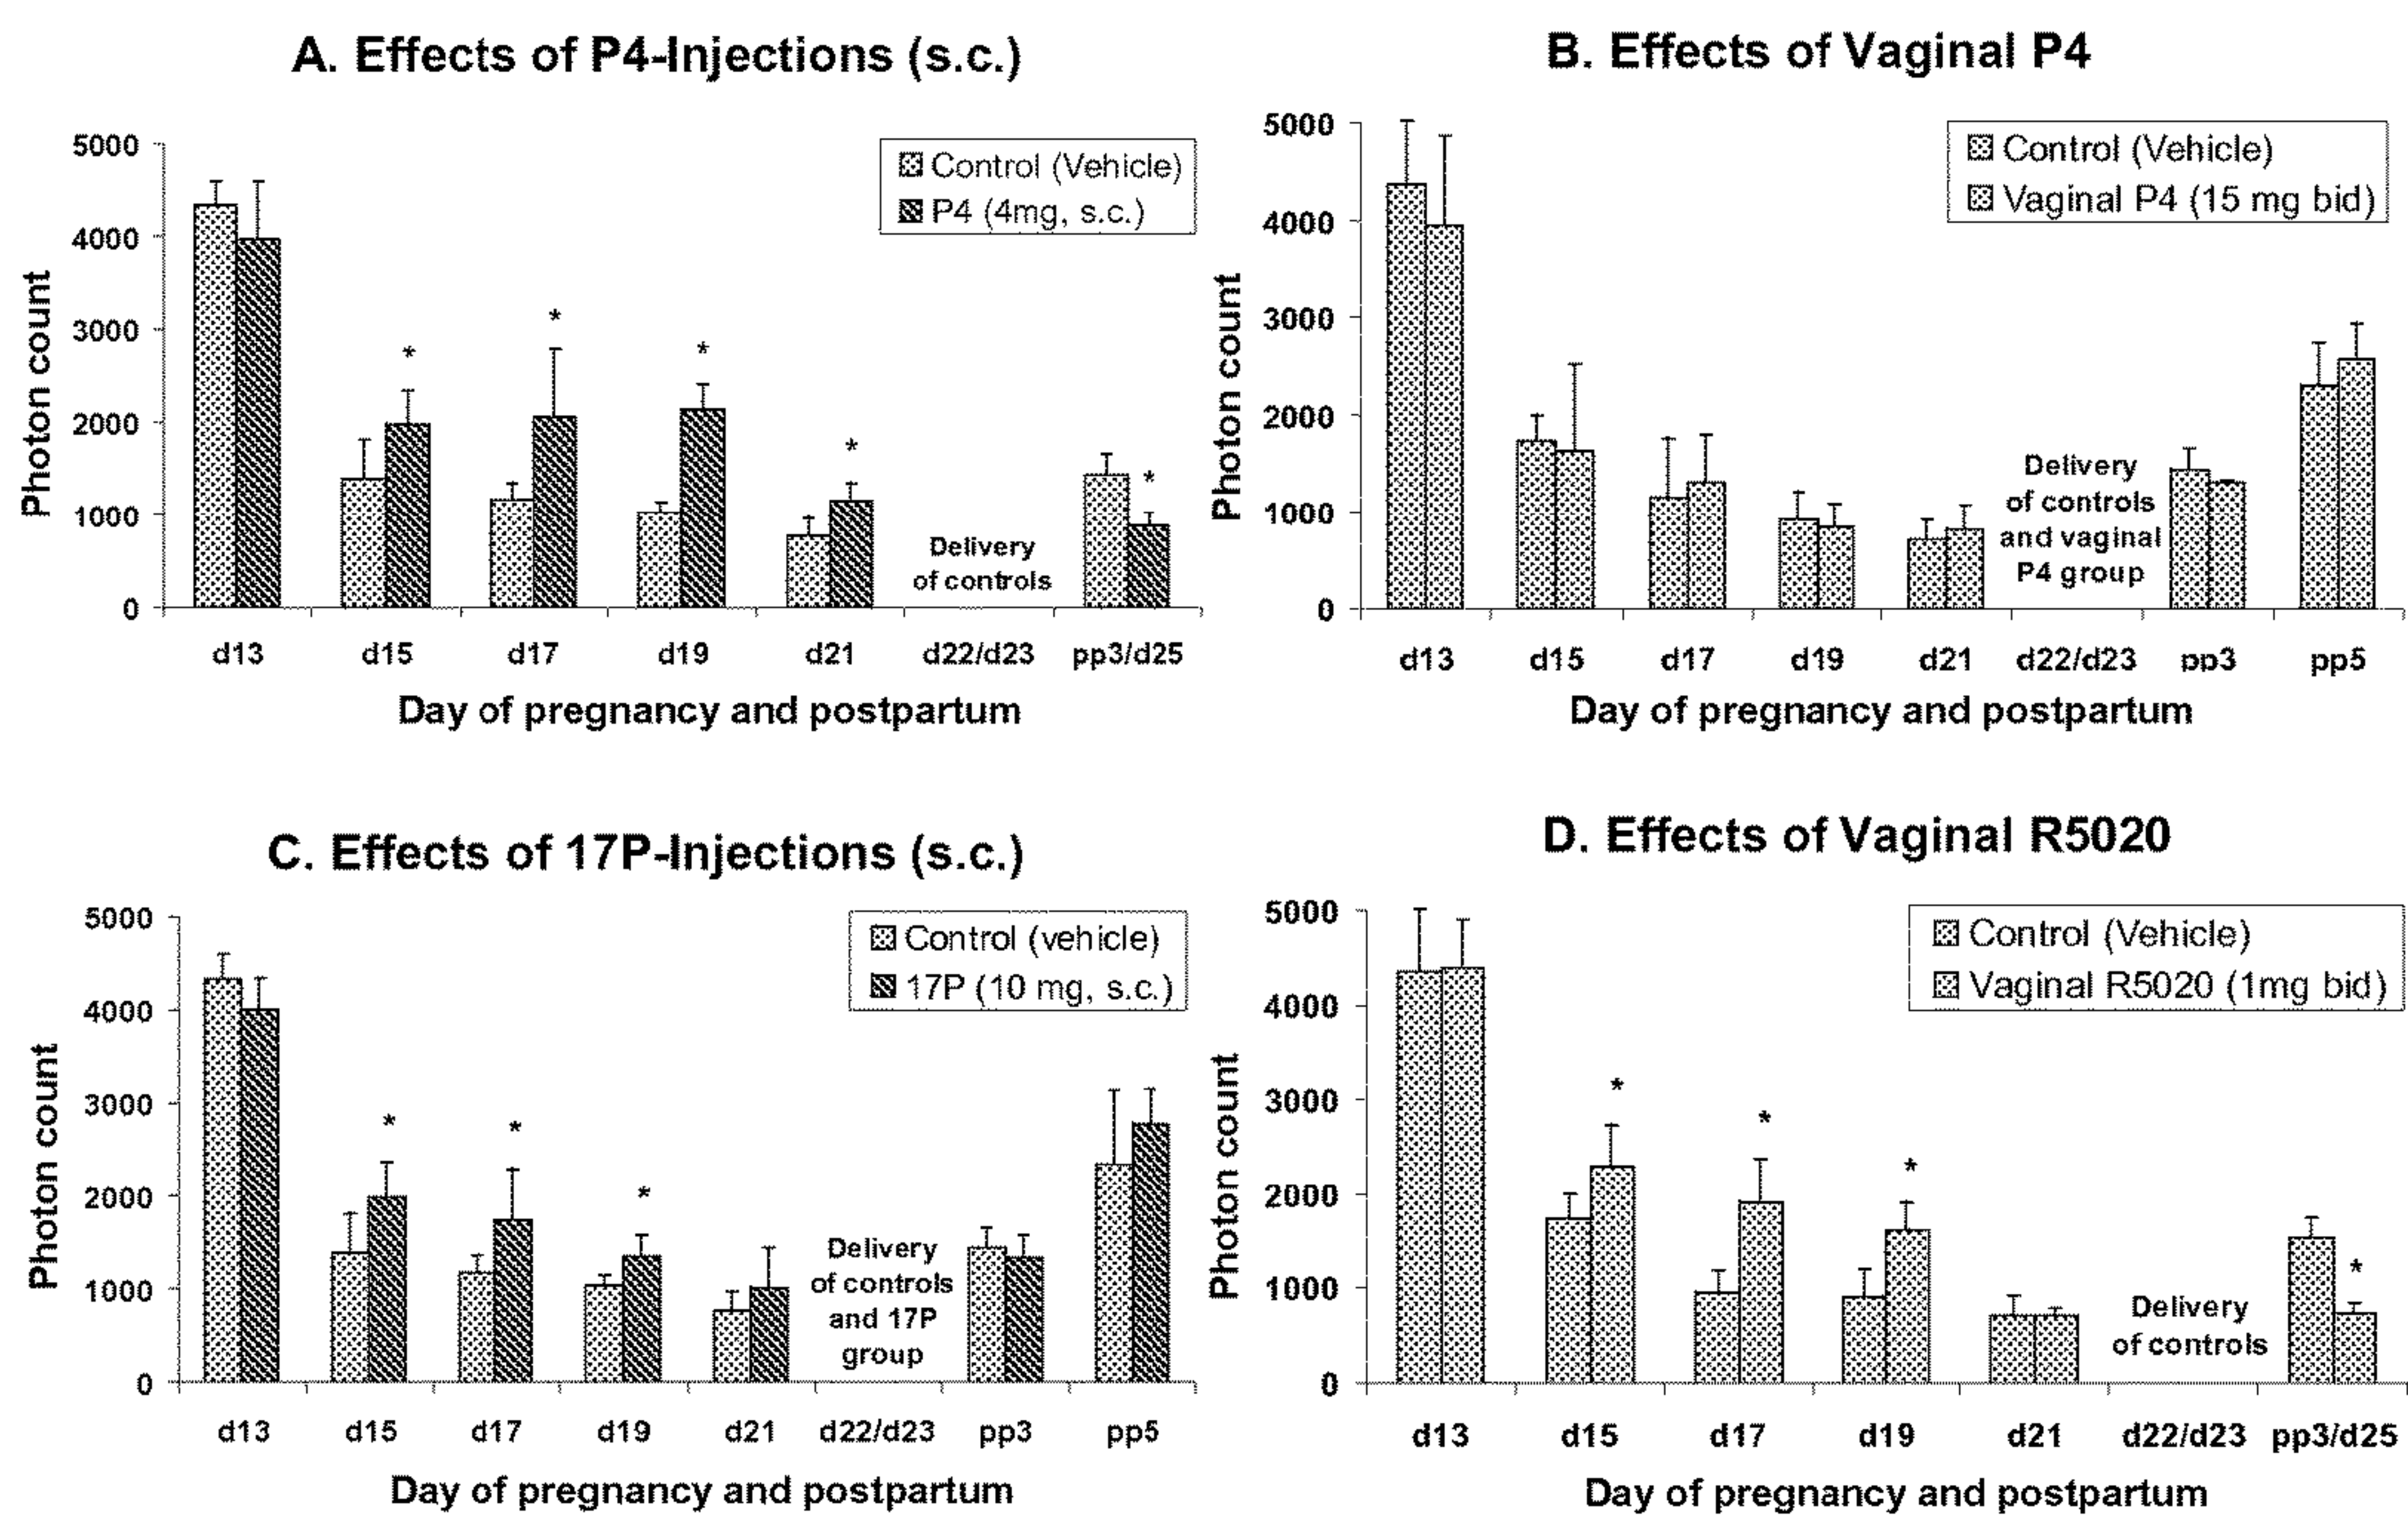 A. Effects of P4-Injections (s.c.)
5000
4000
3000
2000
1000
0
Photon count
Control (Vehicle)
P4 (4mg, s.c.)
*
*
*
*
*
Delivery
of controls
d13 d15 d17 d19 d21 d22/d23 pp3/d25
Day of pregnancy and postpartum
B. Effects of Vaginal P4
5000
4000
3000
2000
1000
0
Photon count
Control (Vehicle)
Vaginal P4 (15 mg bid)
Delivery
of controls
and vaginal
P4 group
d13 d15 d17 d19 d21 d22/d23 pp3 pp5
Day of pregnancy and postpartum
C. Effects of 17P-Injections (s.c.)
5000
4000
3000
2000
1000
0
Photon count
Control (vehicle)
17P (10 mg, s.c.)
*
*
*
Delivery
of controls
and 17P
group
d13 d15 d17 d19 d21 d22/d23 pp3 pp5
Day of pregnancy and postpartum
D. Effects of Vaginal R5020
5000
4000
3000
2000
1000
0
Photon count
Control (Vehicle)
Vaginal R5020 (1mg bid)
*
*
*
*
Delivery
of controls
d13 d15 d17 d19 d21 d22/d23 pp3/d25
Day of pregnancy and postpartum